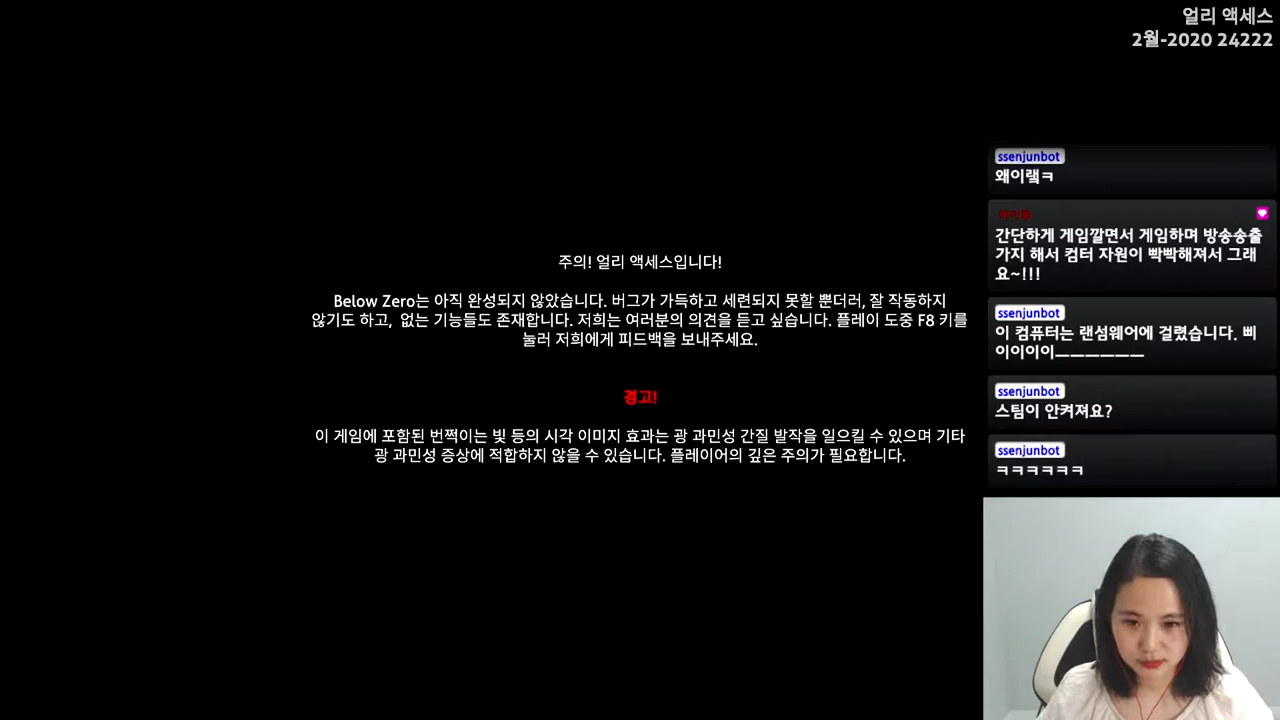 얼리 액세스
2월-2020 24222
주의! 얼리 액세스입니다!
Below Zero는 아직 완성되지 않았습니다. 버그가 가득하고 세련되지 못할 뿐더러, 잘 작동하지
않기도 하고,  없는 기능들도 존재합니다. 저희는 여러분의 의견을 듣고 싶습니다. 플레이 도중 F8 키를
눌러 저희에게 피드백을 보내주세요.
경고!
이 게임에 포함된 번쩍이는 빛 등의 시각 이미지 효과는 광 과민성 간질 발작을 일으킬 수 있으며 기타
광 과민성 증상에 적합하지 않을 수 있습니다. 플레이어의 깊은 주의가 필요합니다.
ssenjunbot
왜이랰ㅋ
간단하게 게임깔면서 게임하며 방송송출
가지 해서 컴터 자원이 빡빡해져서 그래
요~!!!
ssenjunbot
이 컴퓨터는 랜섬웨어에 걸렸습니다. 삐
이이이이ㅡㅡㅡㅡㅡㅡ
ssenjunbot
스팀이 안켜져요?
ssenjunbot
ㅋㅋㅋㅋㅋㅋ